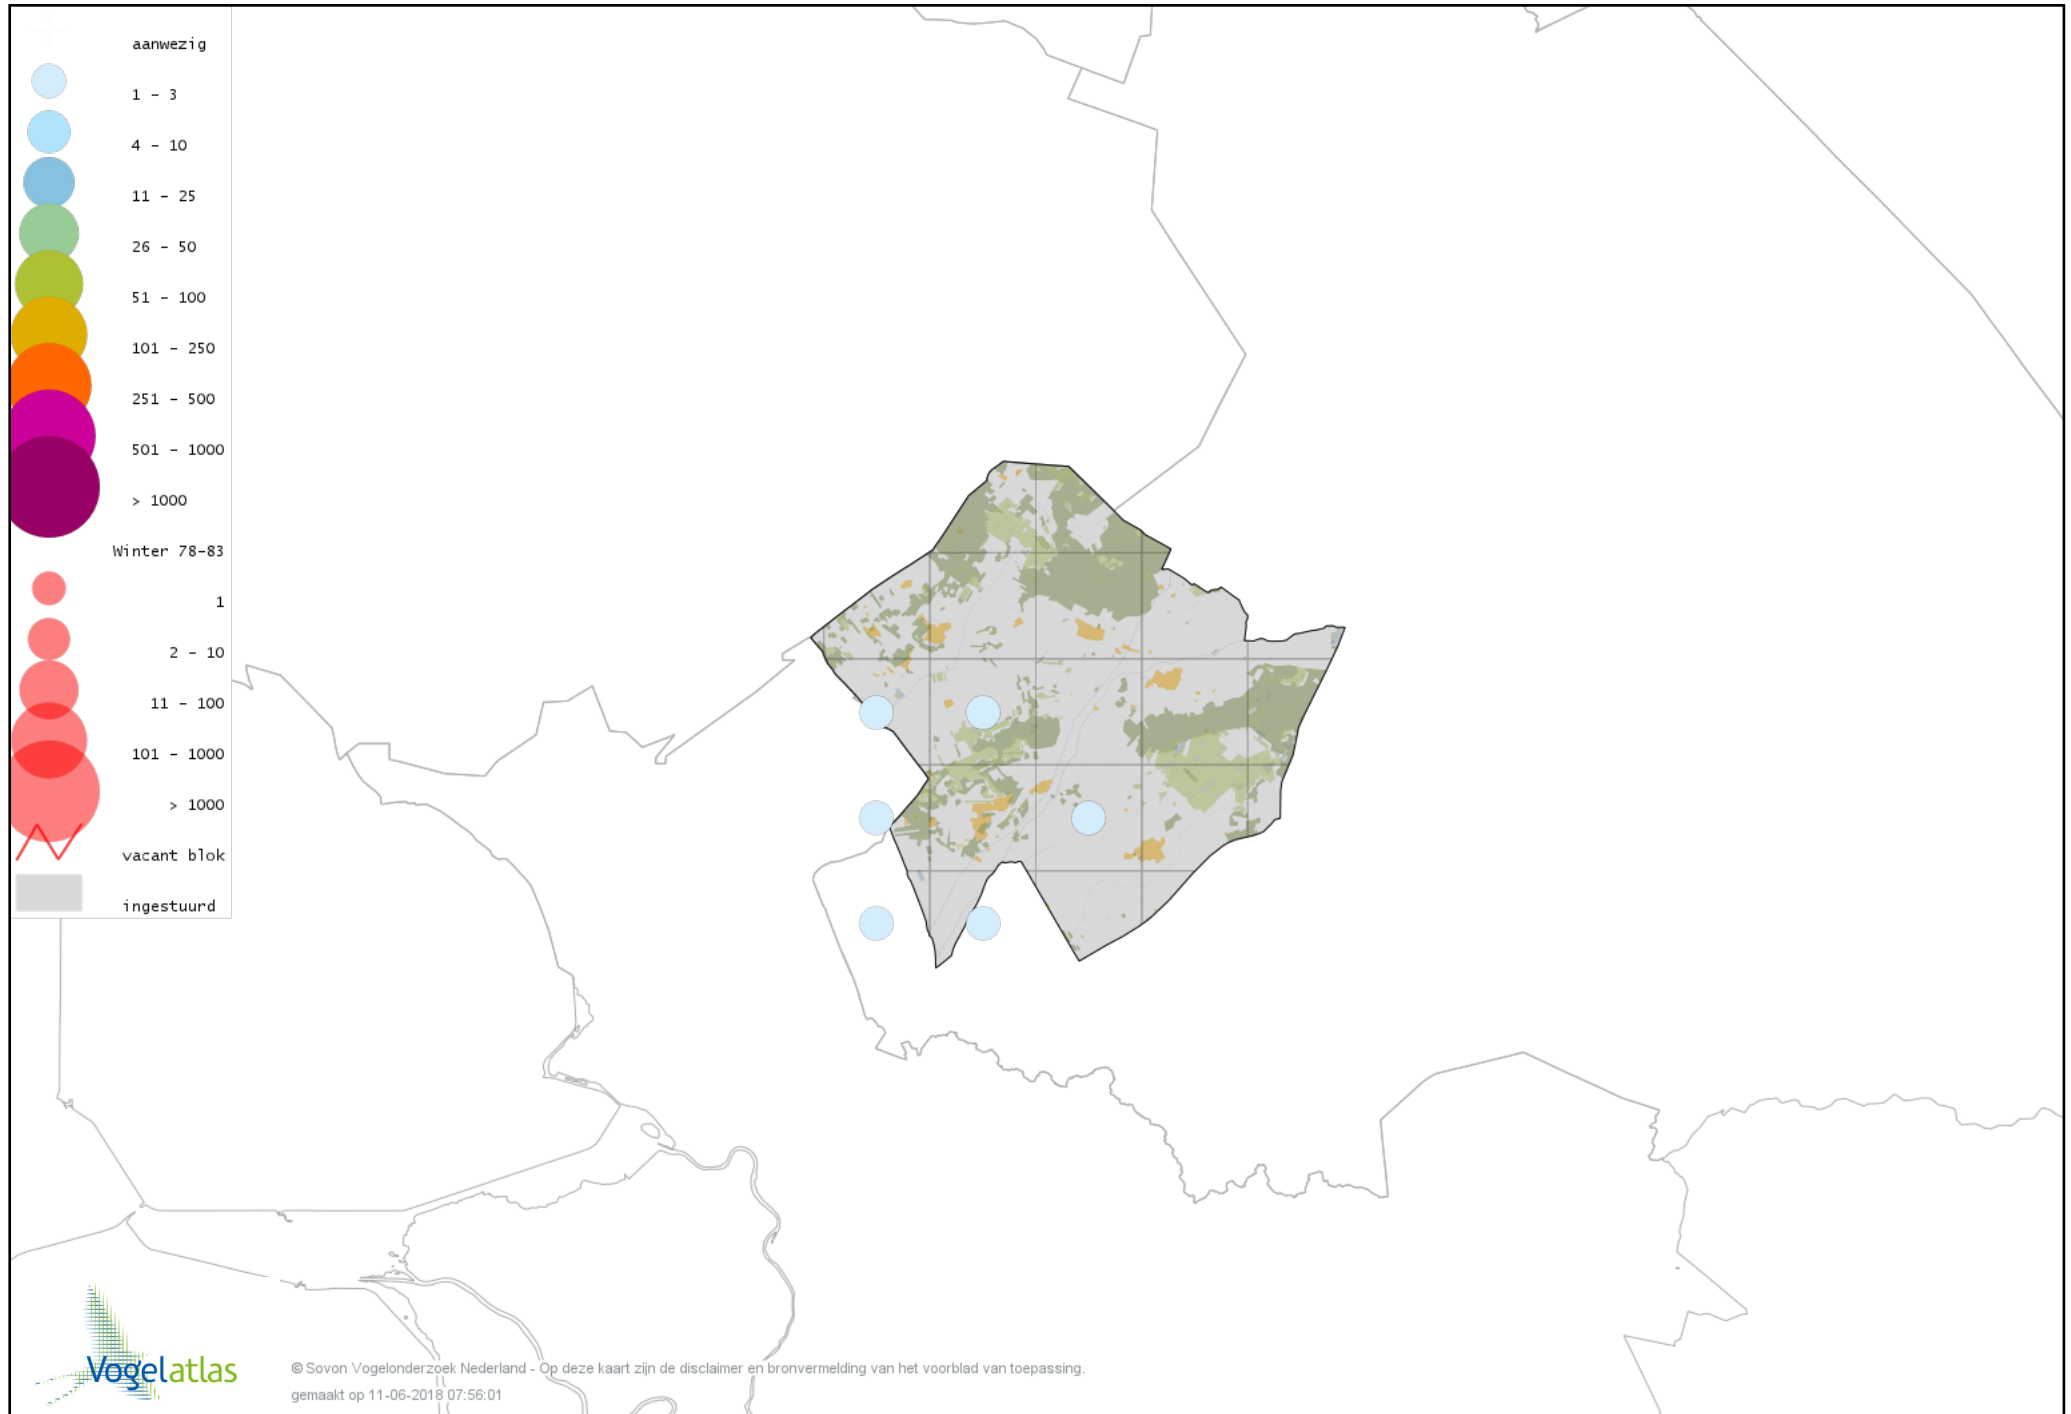 aanwezig
1 - 3
4 - 10
11 - 25
26 - 50
51 - 100
101 - 250
251 - 500
501 - 1000
> 1000
Winter 78-83
1
2 - 10
11 - 100
101 - 1000
> 1000
vacant blok
ingestuurd
Vogelatlas
© Sovon Vogelonderzoek Nederland - Op deze kaart zijn de disclaimer en bronvermelding van het voorblad van toepassing.
gemaakt op 11-06-2018 07:56:01